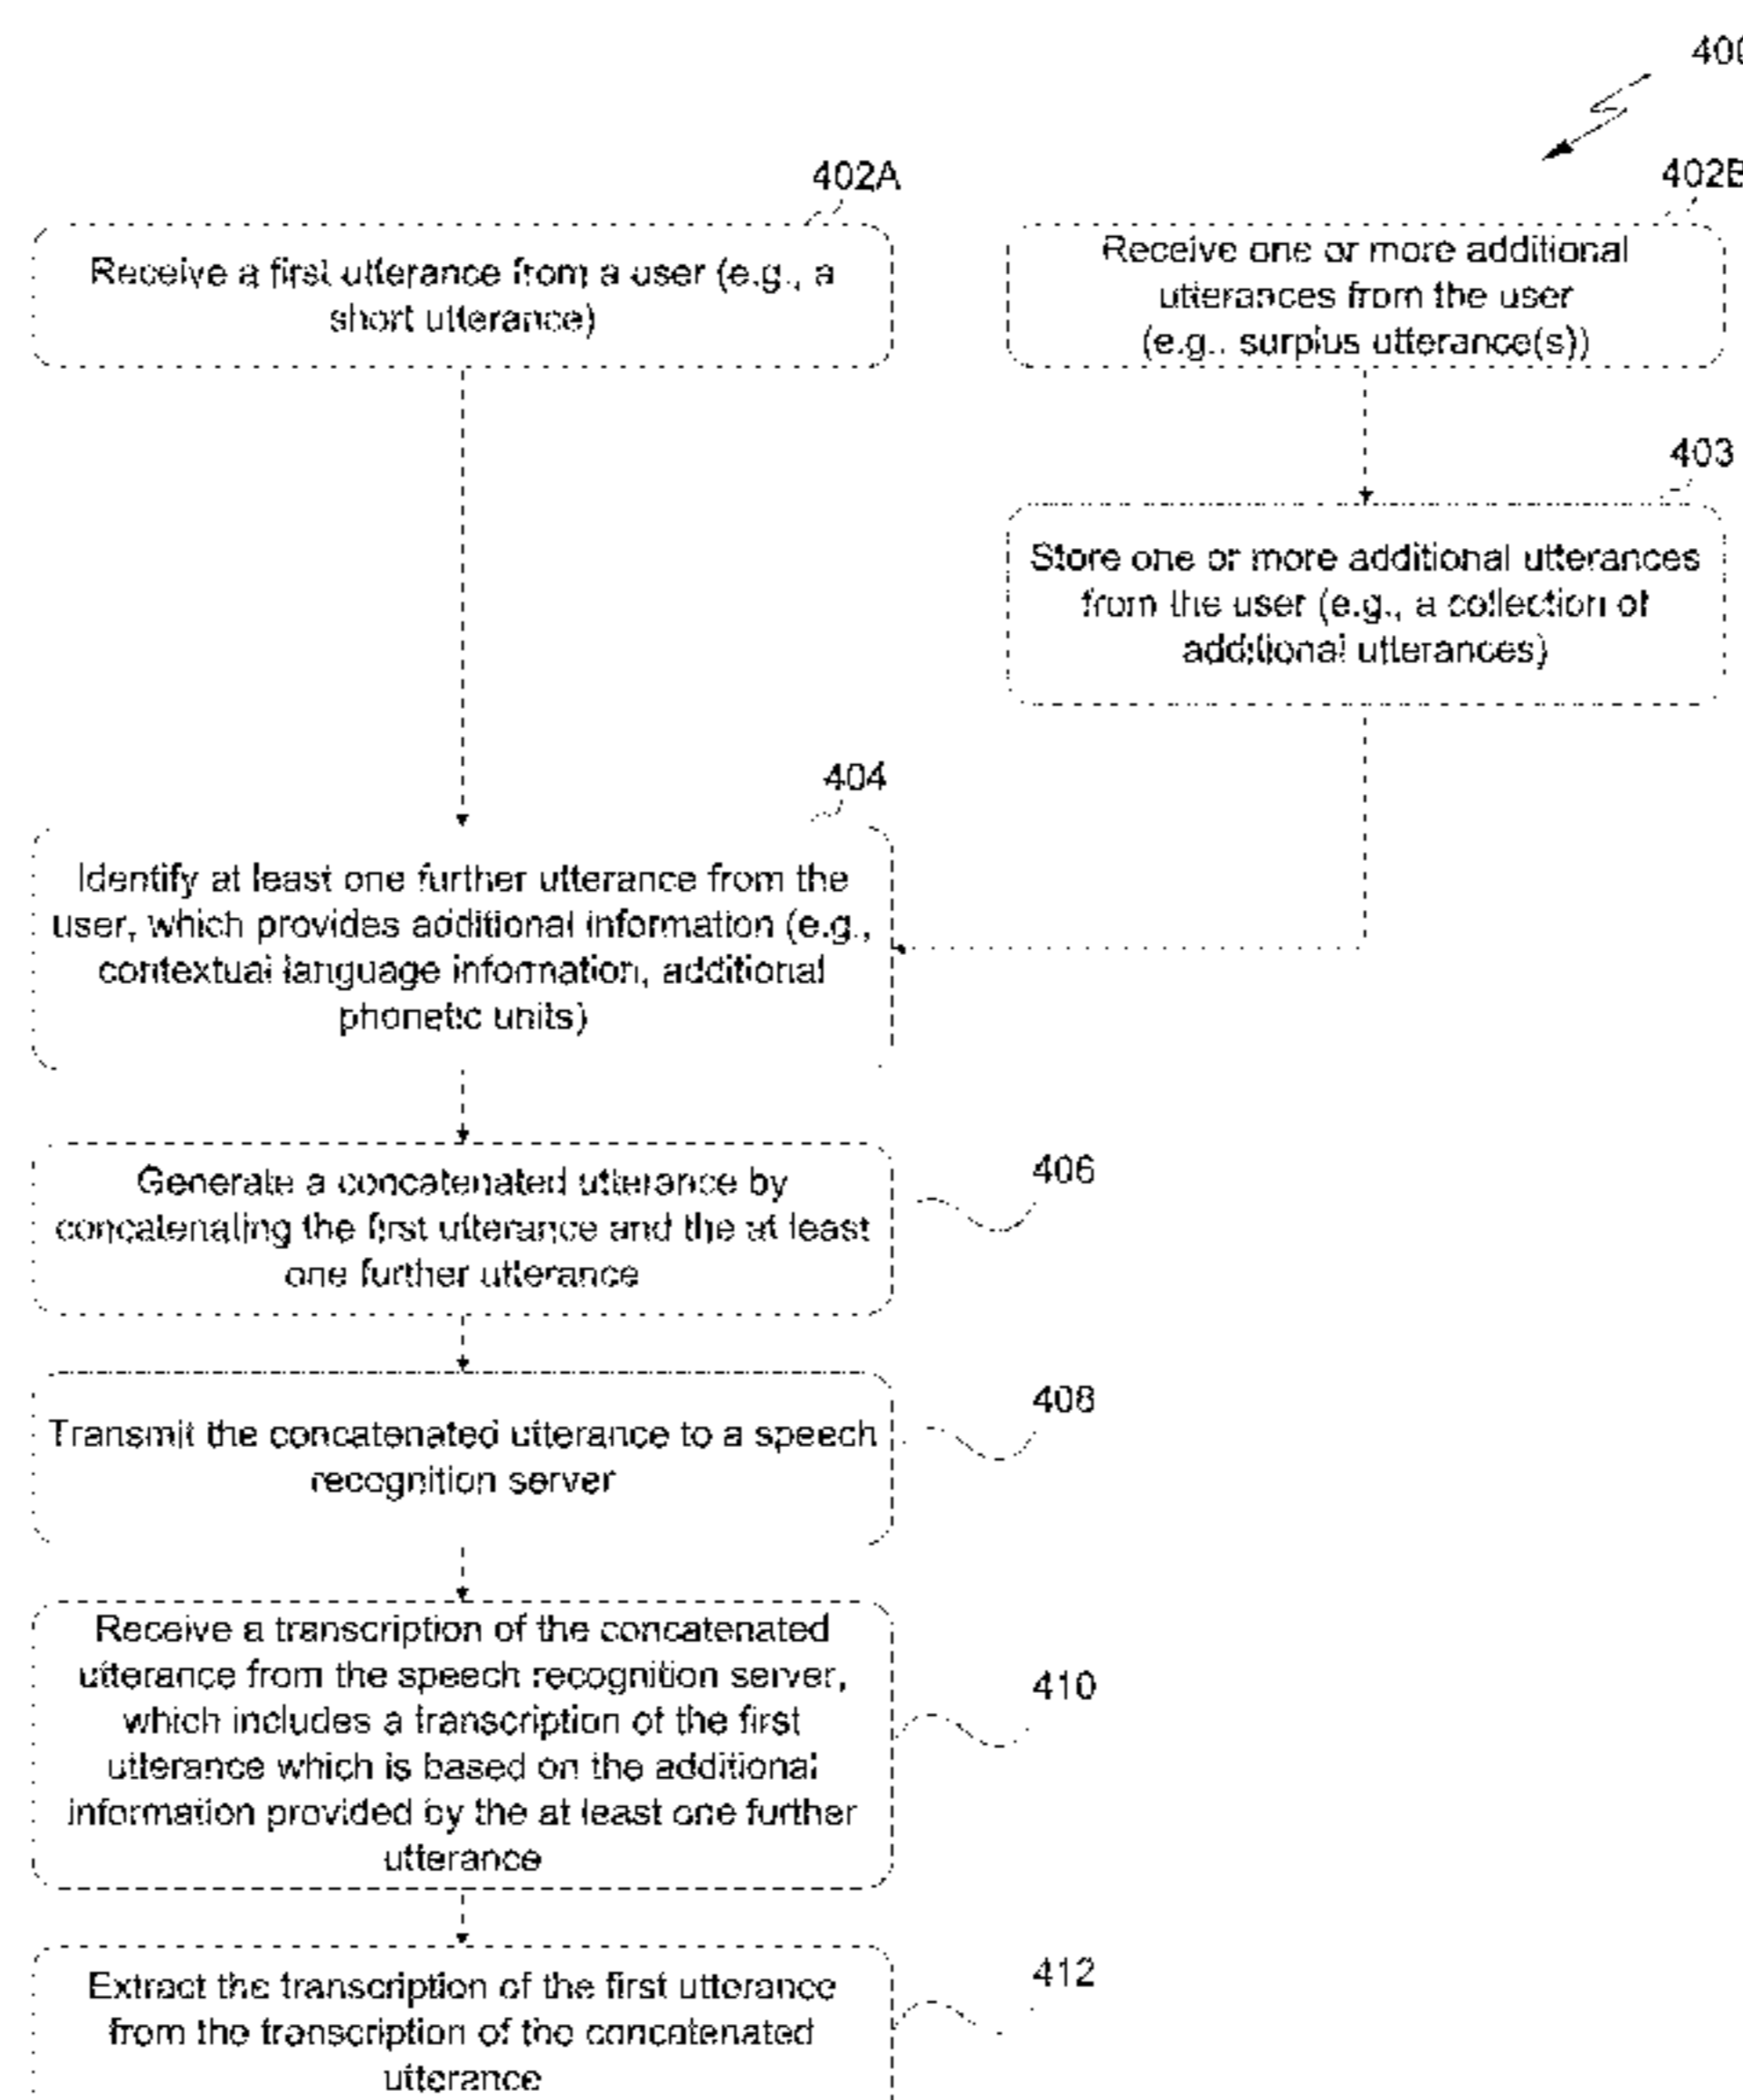 400
402A
402B
Receive a first utterance from a user (e.g., a
short utterance)
Receive one or more additional
utterances from the user
(e.g., surplus utterance(s))
403
Store one or more additional utterances
from the user (e.g., a collection of
additional utterances)
404
Identify at least one further utterance from the
user, which provides additional information (e.g.,
contextual language information, additional
phonetic units)
406
Generate a concatenated utterance by
concatenating the first utterance and the at least
one further utterance
408
Transmit the concatenated utterance to a speech
recognition server
Receive a transcription of the concatenated
utterance from the speech recognition server,
which includes a transcription of the first
utterance which is based on the additional
information provided by the at least one further
utterance
410
Extract the transcription of the first utterance
from the transcription of the concatenated
utterance
412